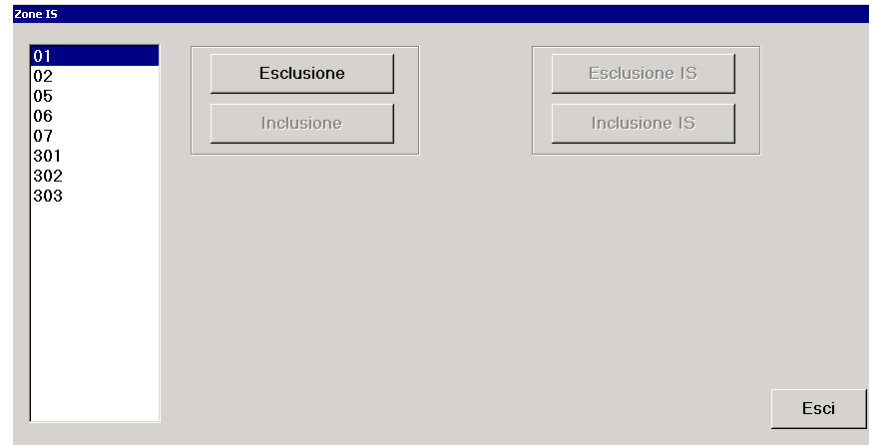 Zone IS
01
02
05
06
07
301
302
303
Esclusione
Inclusione
Esclusione IS
Inclusione IS
Esci